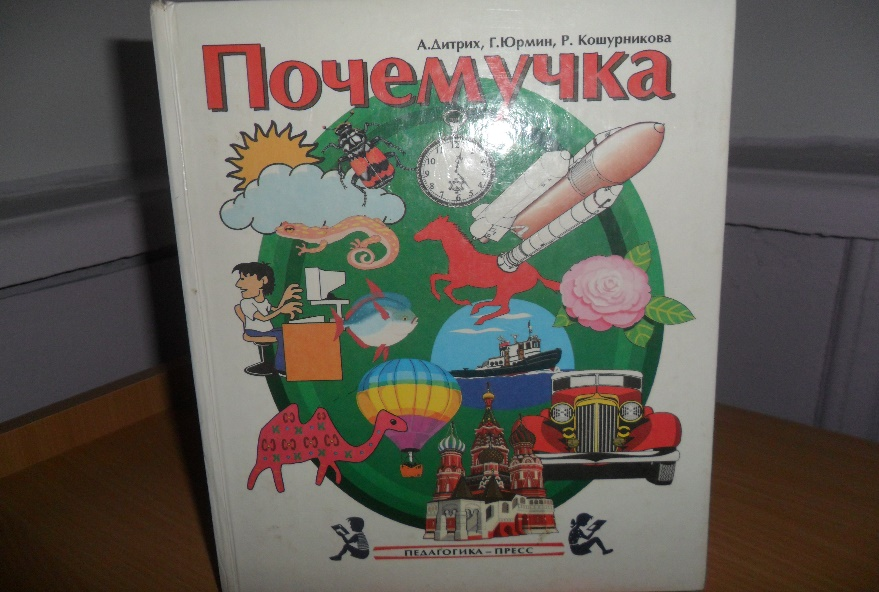 А.Дитрих, Г.Юрмин, Р. Кошурникова
Почемучка
ПЕДАГОГИКА – ПРЕСС